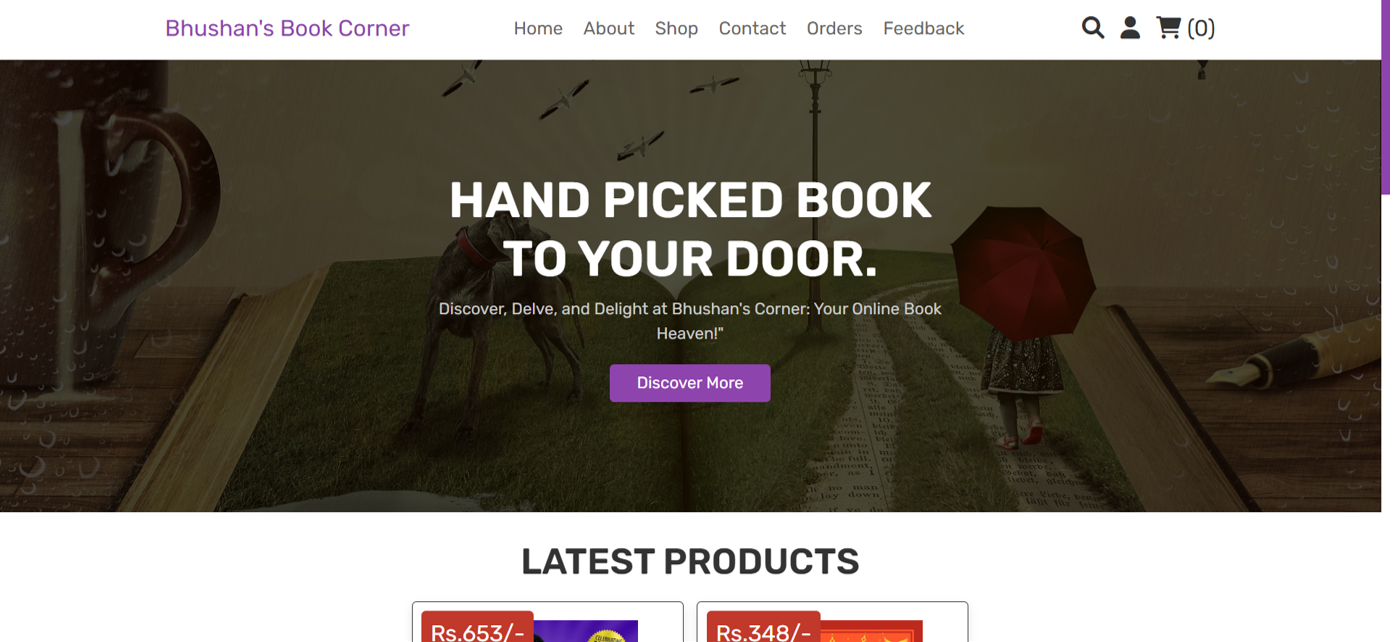 Bhushan's Book Corner
Home About Shop Contact Orders Feedback
(0)
HAND PICKED BOOK
TO YOUR DOOR.
Discover, Delve, and Delight at Bhushan's Corner: Your Online Book
Heaven!"
Discover More
LATEST PRODUCTS
Rs.653/-
Rs.348/-